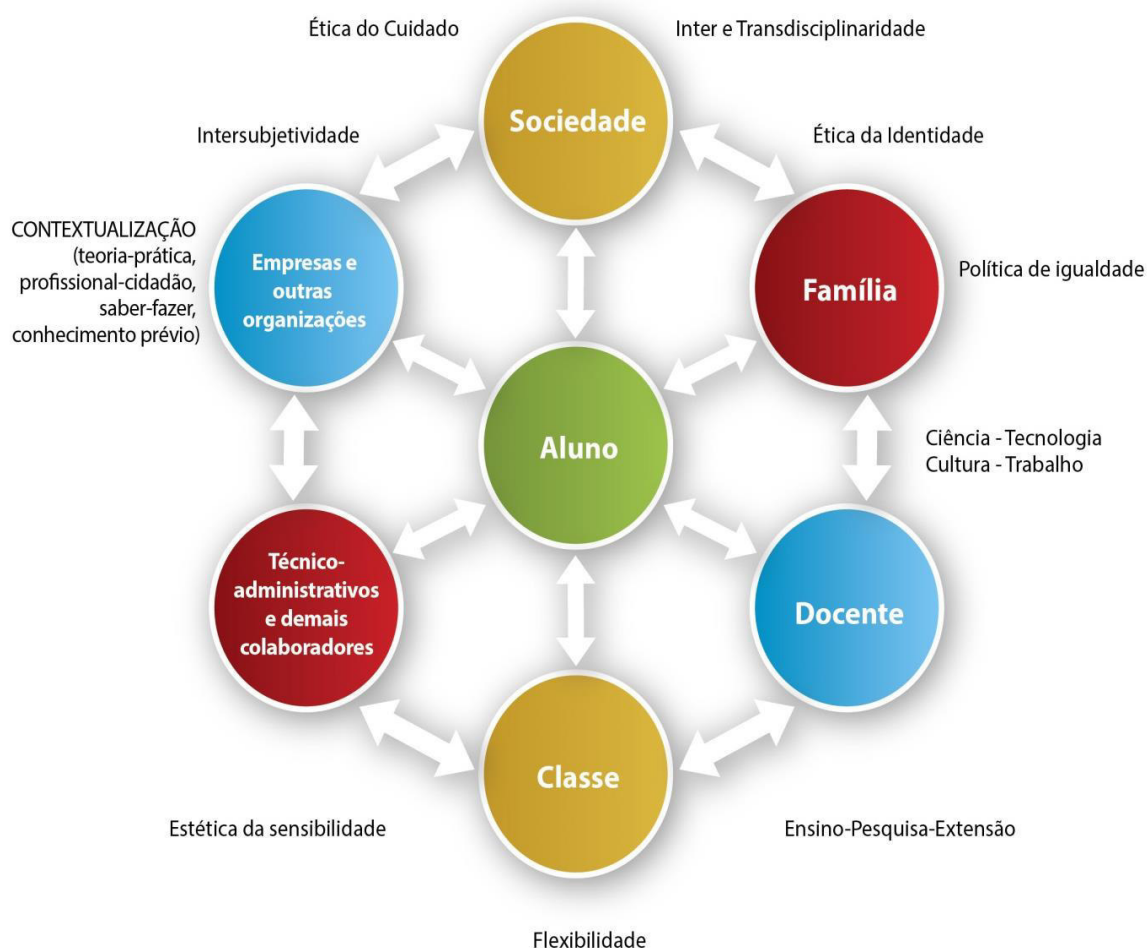 Ética do Cuidado
Inter e Transdisciplinaridade
Sociedade
Intersubjetividade
Ética da Identidade
CONTEXTUALIZAÇÃO
(teoria-prática,
profissional-cidadão,
saber-fazer,
conhecimento prévio)
Empresas e
outras
organizações
Família
Política de igualdade
Aluno
Ciência - Tecnologia
Cultura - Trabalho
Técnico-
administrativos
e demais
colaboradores
Docente
Classe
Estética da sensibilidade
Ensino-Pesquisa-Extensão
Flexibilidade